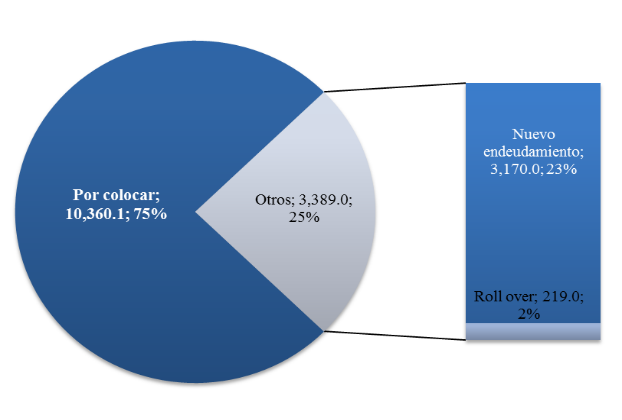 Por colocar;
10,360.1; 75%
Otros; 3,389.0;
25%
Nuevo
endeudamiento;
3,170.0; 23%
Roll over; 219.0;
2%